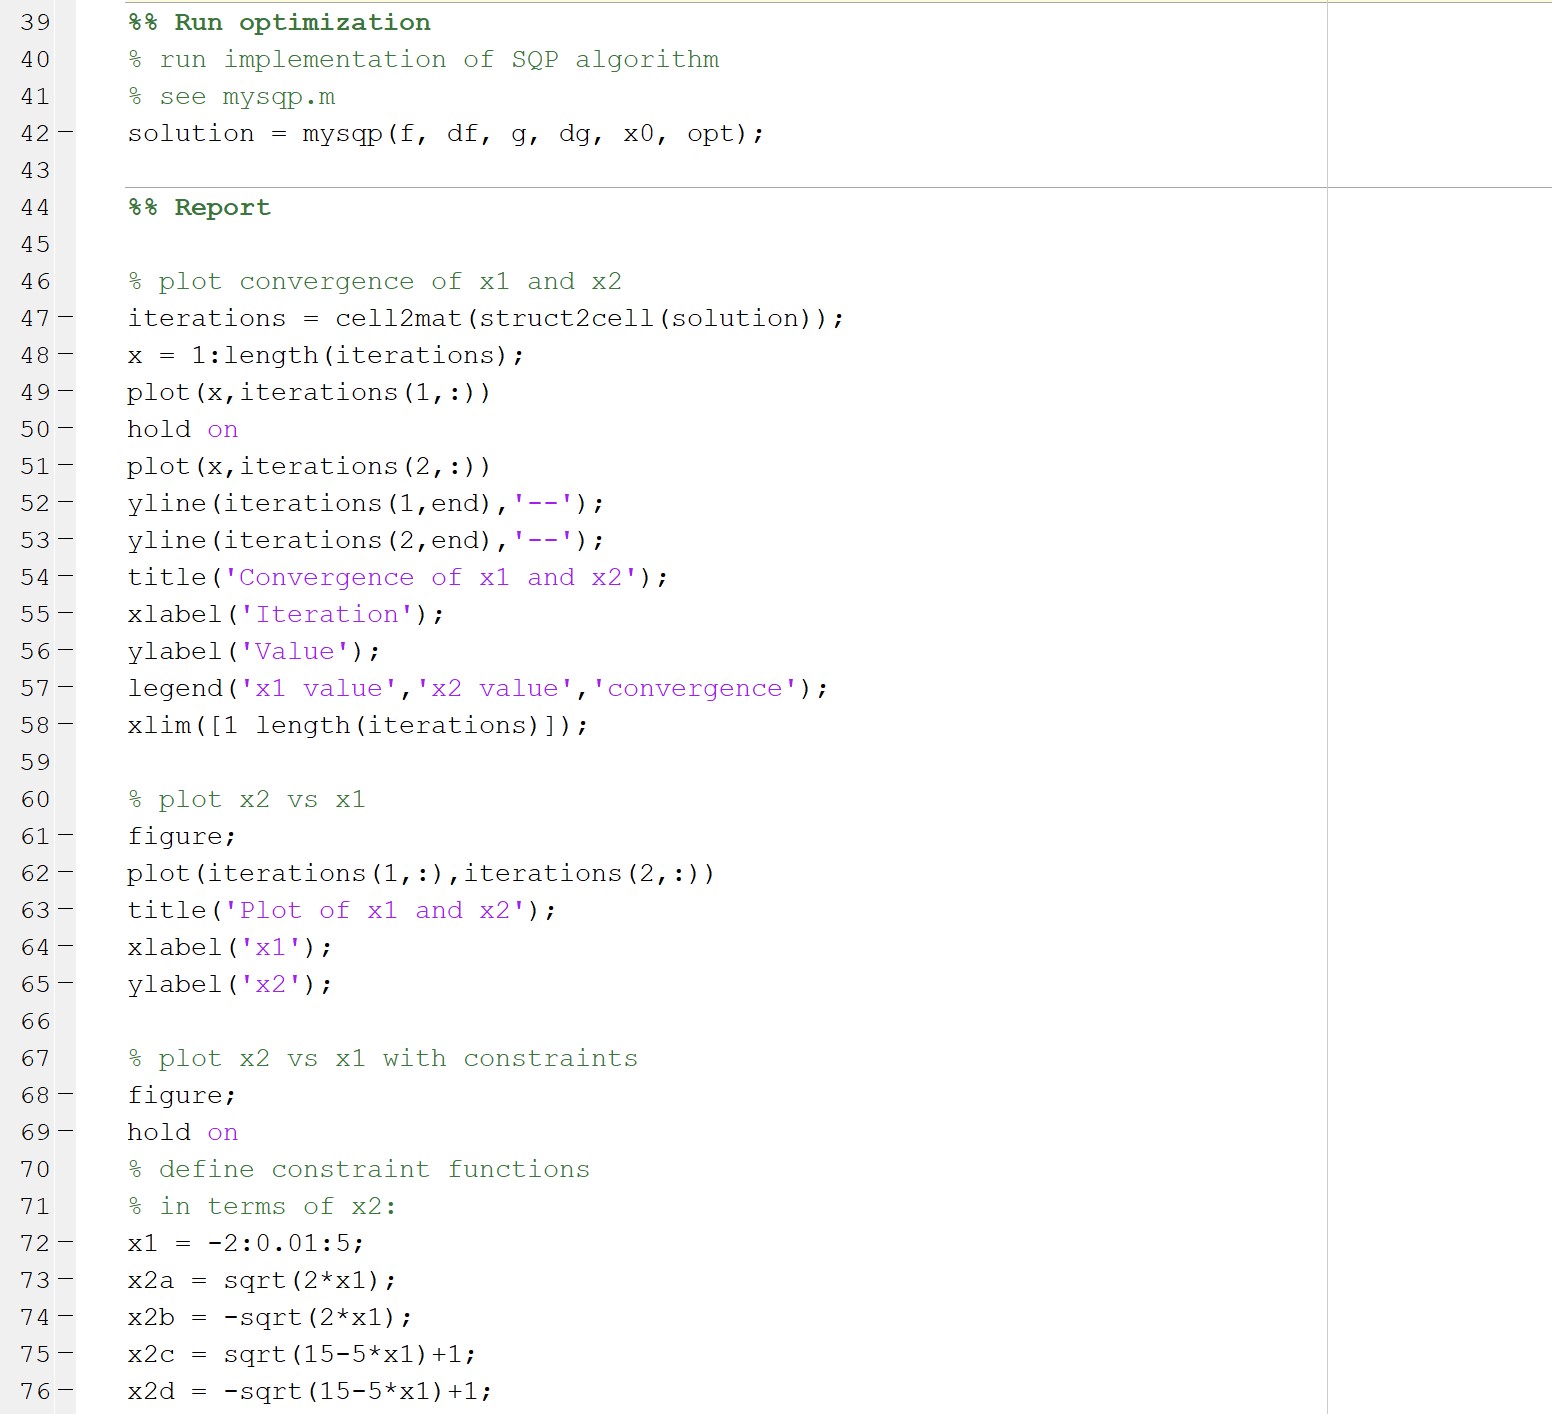 39 %% Run optimization
40 % run implementation of SQP algorithm
41 % see mysqp.m
42 – solution = mysqp(f, df, g, dg, x0, opt);
43
44 %% Report
45
46 % plot convergence of x1 and x2
47 – iterations = cell2mat(struct2cell(solution));
48 – x = 1:length(iterations);
49 – plot(x,iterations(1,:))
50 – hold on
51 – plot(x,iterations(2,:))
52 – yline(iterations(1,end),'--');
53 – yline(iterations(2,end),'--');
54 – title('Convergence of x1 and x2');
55 – xlabel('Iteration');
56 – ylabel('Value');
57 – legend('x1 value','x2 value','convergence');
58 – xlim([1 length(iterations)]);
59
60 % plot x2 vs x1
61 – figure;
62 – plot(iterations(1,:),iterations(2,:))
63 – title('Plot of x1 and x2');
64 – xlabel('x1');
65 – ylabel('x2');
66
67 % plot x2 vs x1 with constraints
68 – figure;
69 – hold on
70 % define constraint functions
71 % in terms of x2:
72 – x1 = -2:0.01:5;
73 – x2a = sqrt(2*x1);
74 – x2b = -sqrt(2*x1);
75 – x2c = sqrt(15-5*x1)+1;
76 – x2d = -sqrt(15-5*x1)+1;